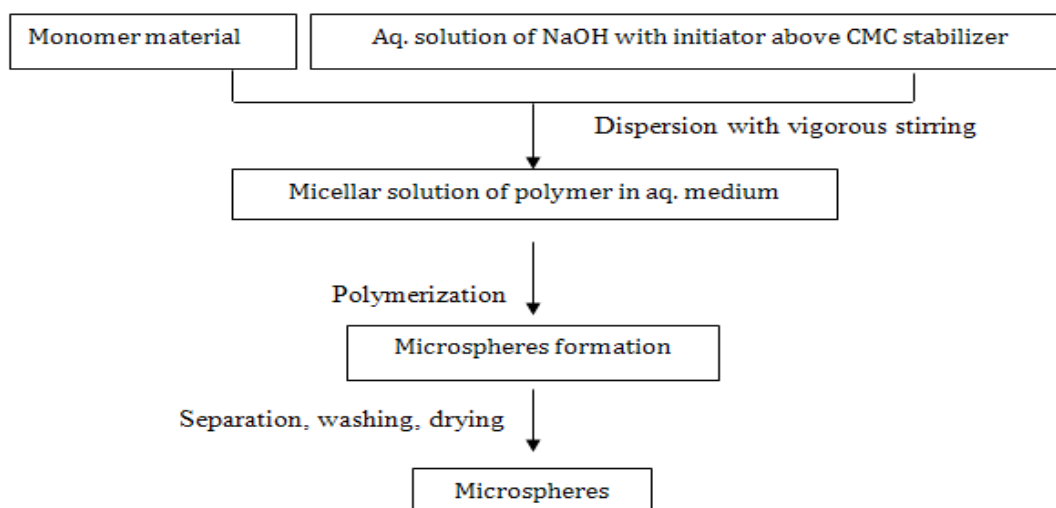 Monomer material
Aq. solution of NaOH with initiator above CMC stabilizer
Dispersion with vigorous stirring
Micellar solution of polymer in aq. medium
Polymerization
Microspheres formation
Separation, washing, drying
Microspheres